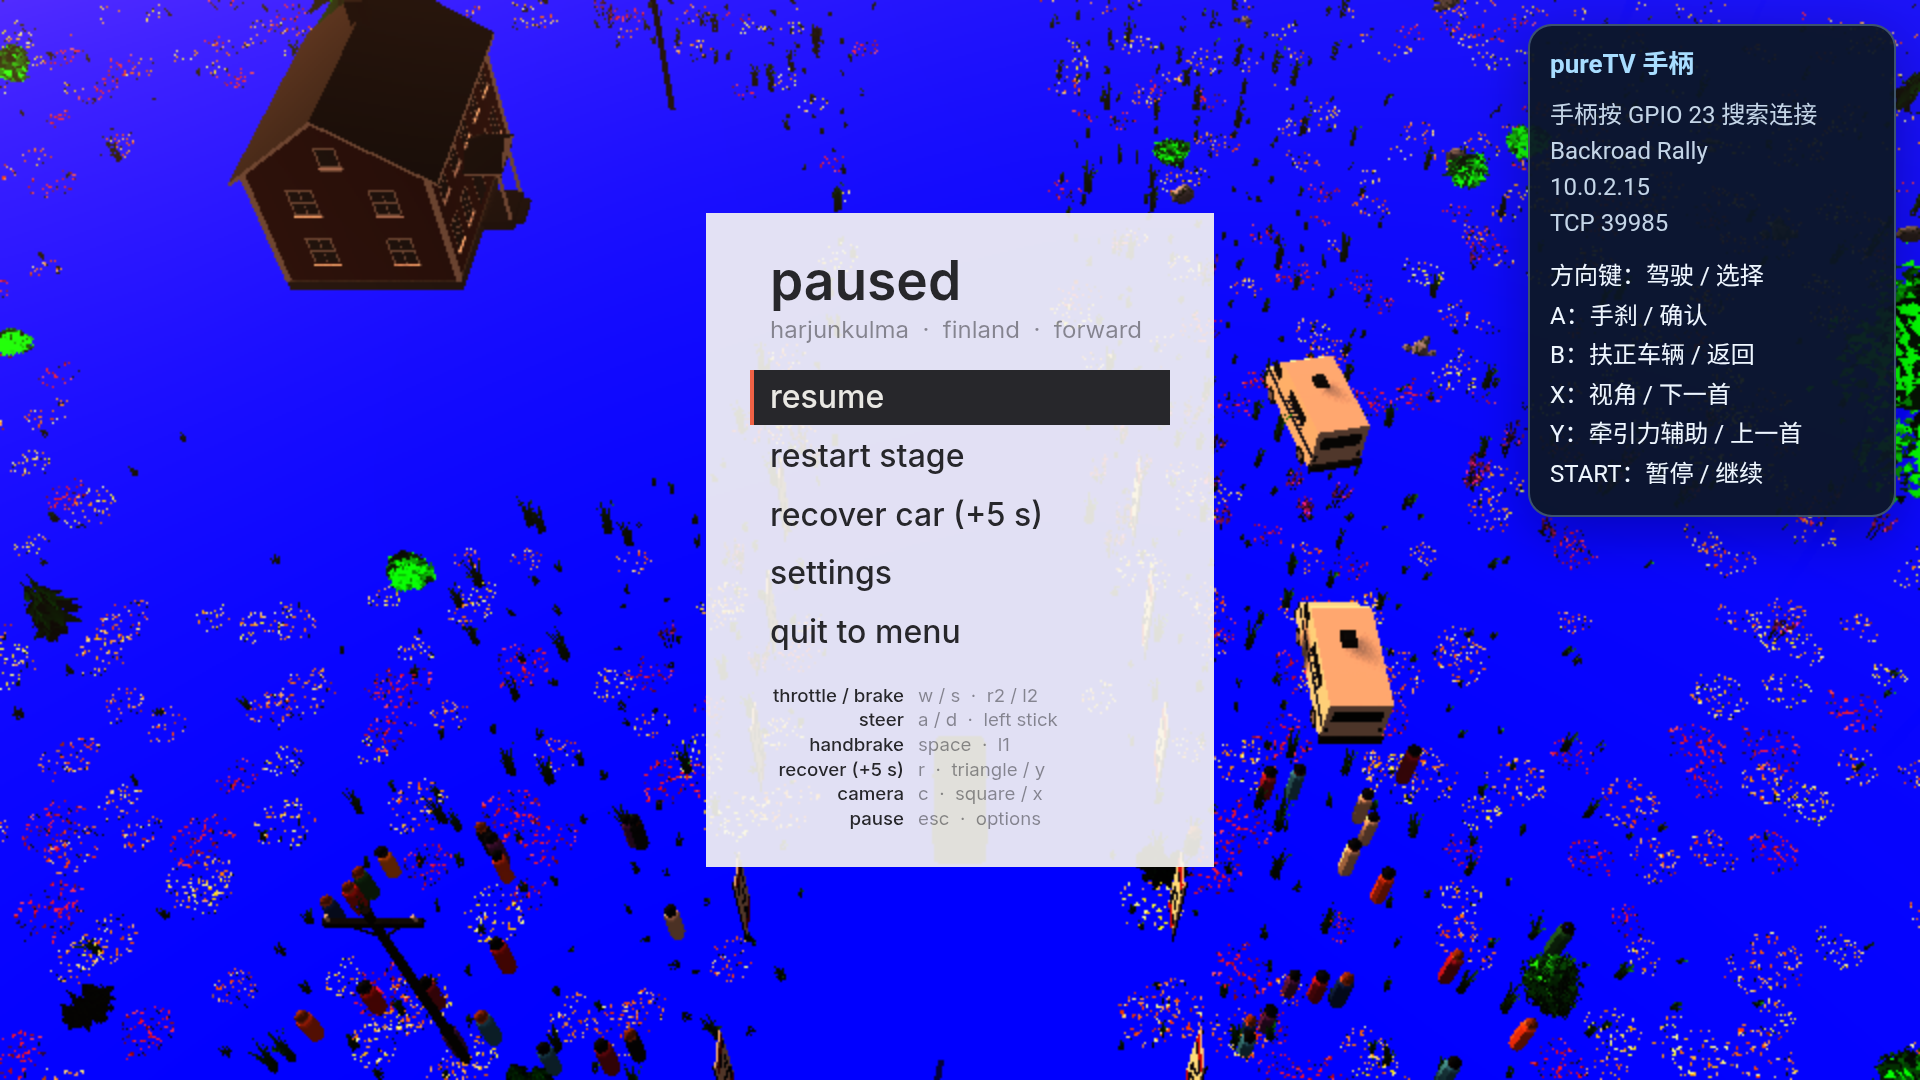 paused
harjunkulma · finland · forward
resume
restart stage
recover car (+5 s)
settings
quit to menu
throttle / brake w / s · r2 / l2
steer a / d · left stick
handbrake space · l1
recover (+5 s) r · triangle / y
camera c · square / x
pause esc · options
pureTV 手柄
手柄按 GPIO 23 搜索连接
Backroad Rally
10.0.2.15
TCP 39985
方向键：驾驶 / 选择
A：手刹 / 确认
B：扶正车辆 / 返回
X：视角 / 下一首
Y：牵引力辅助 / 上一首
START：暂停 / 继续